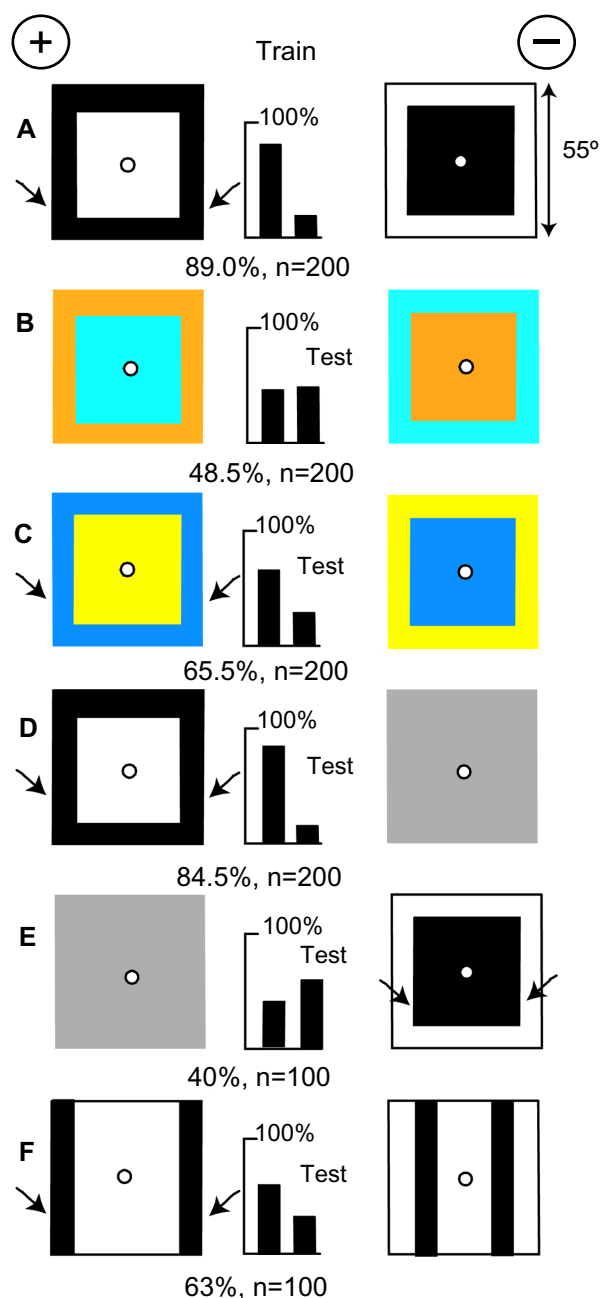 + −
Train
A 100% 55º
89.0%, n=200
B 100%
Test
48.5%, n=200
C 100%
Test
65.5%, n=200
D 100%
Test
84.5%, n=200
E 100%
Test
40%, n=100
F 100%
Test
63%, n=100